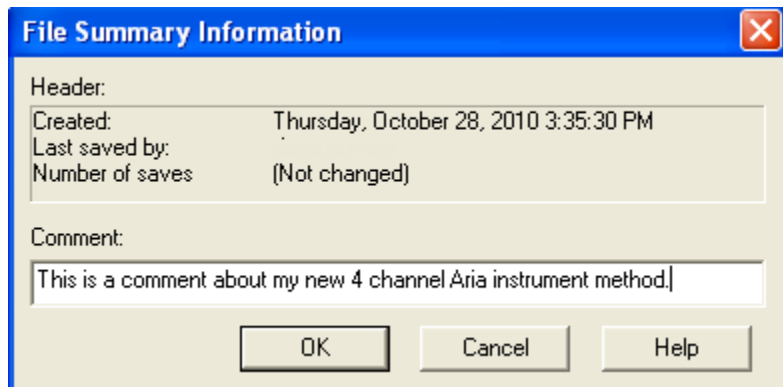 File Summary Information
Header:
Created: Thursday, October 28, 2010 3:35:30 PM
Last saved by:
Number of saves (Not changed)
Comment:
This is a comment about my new 4 channel Aria instrument method.
OK Cancel Help